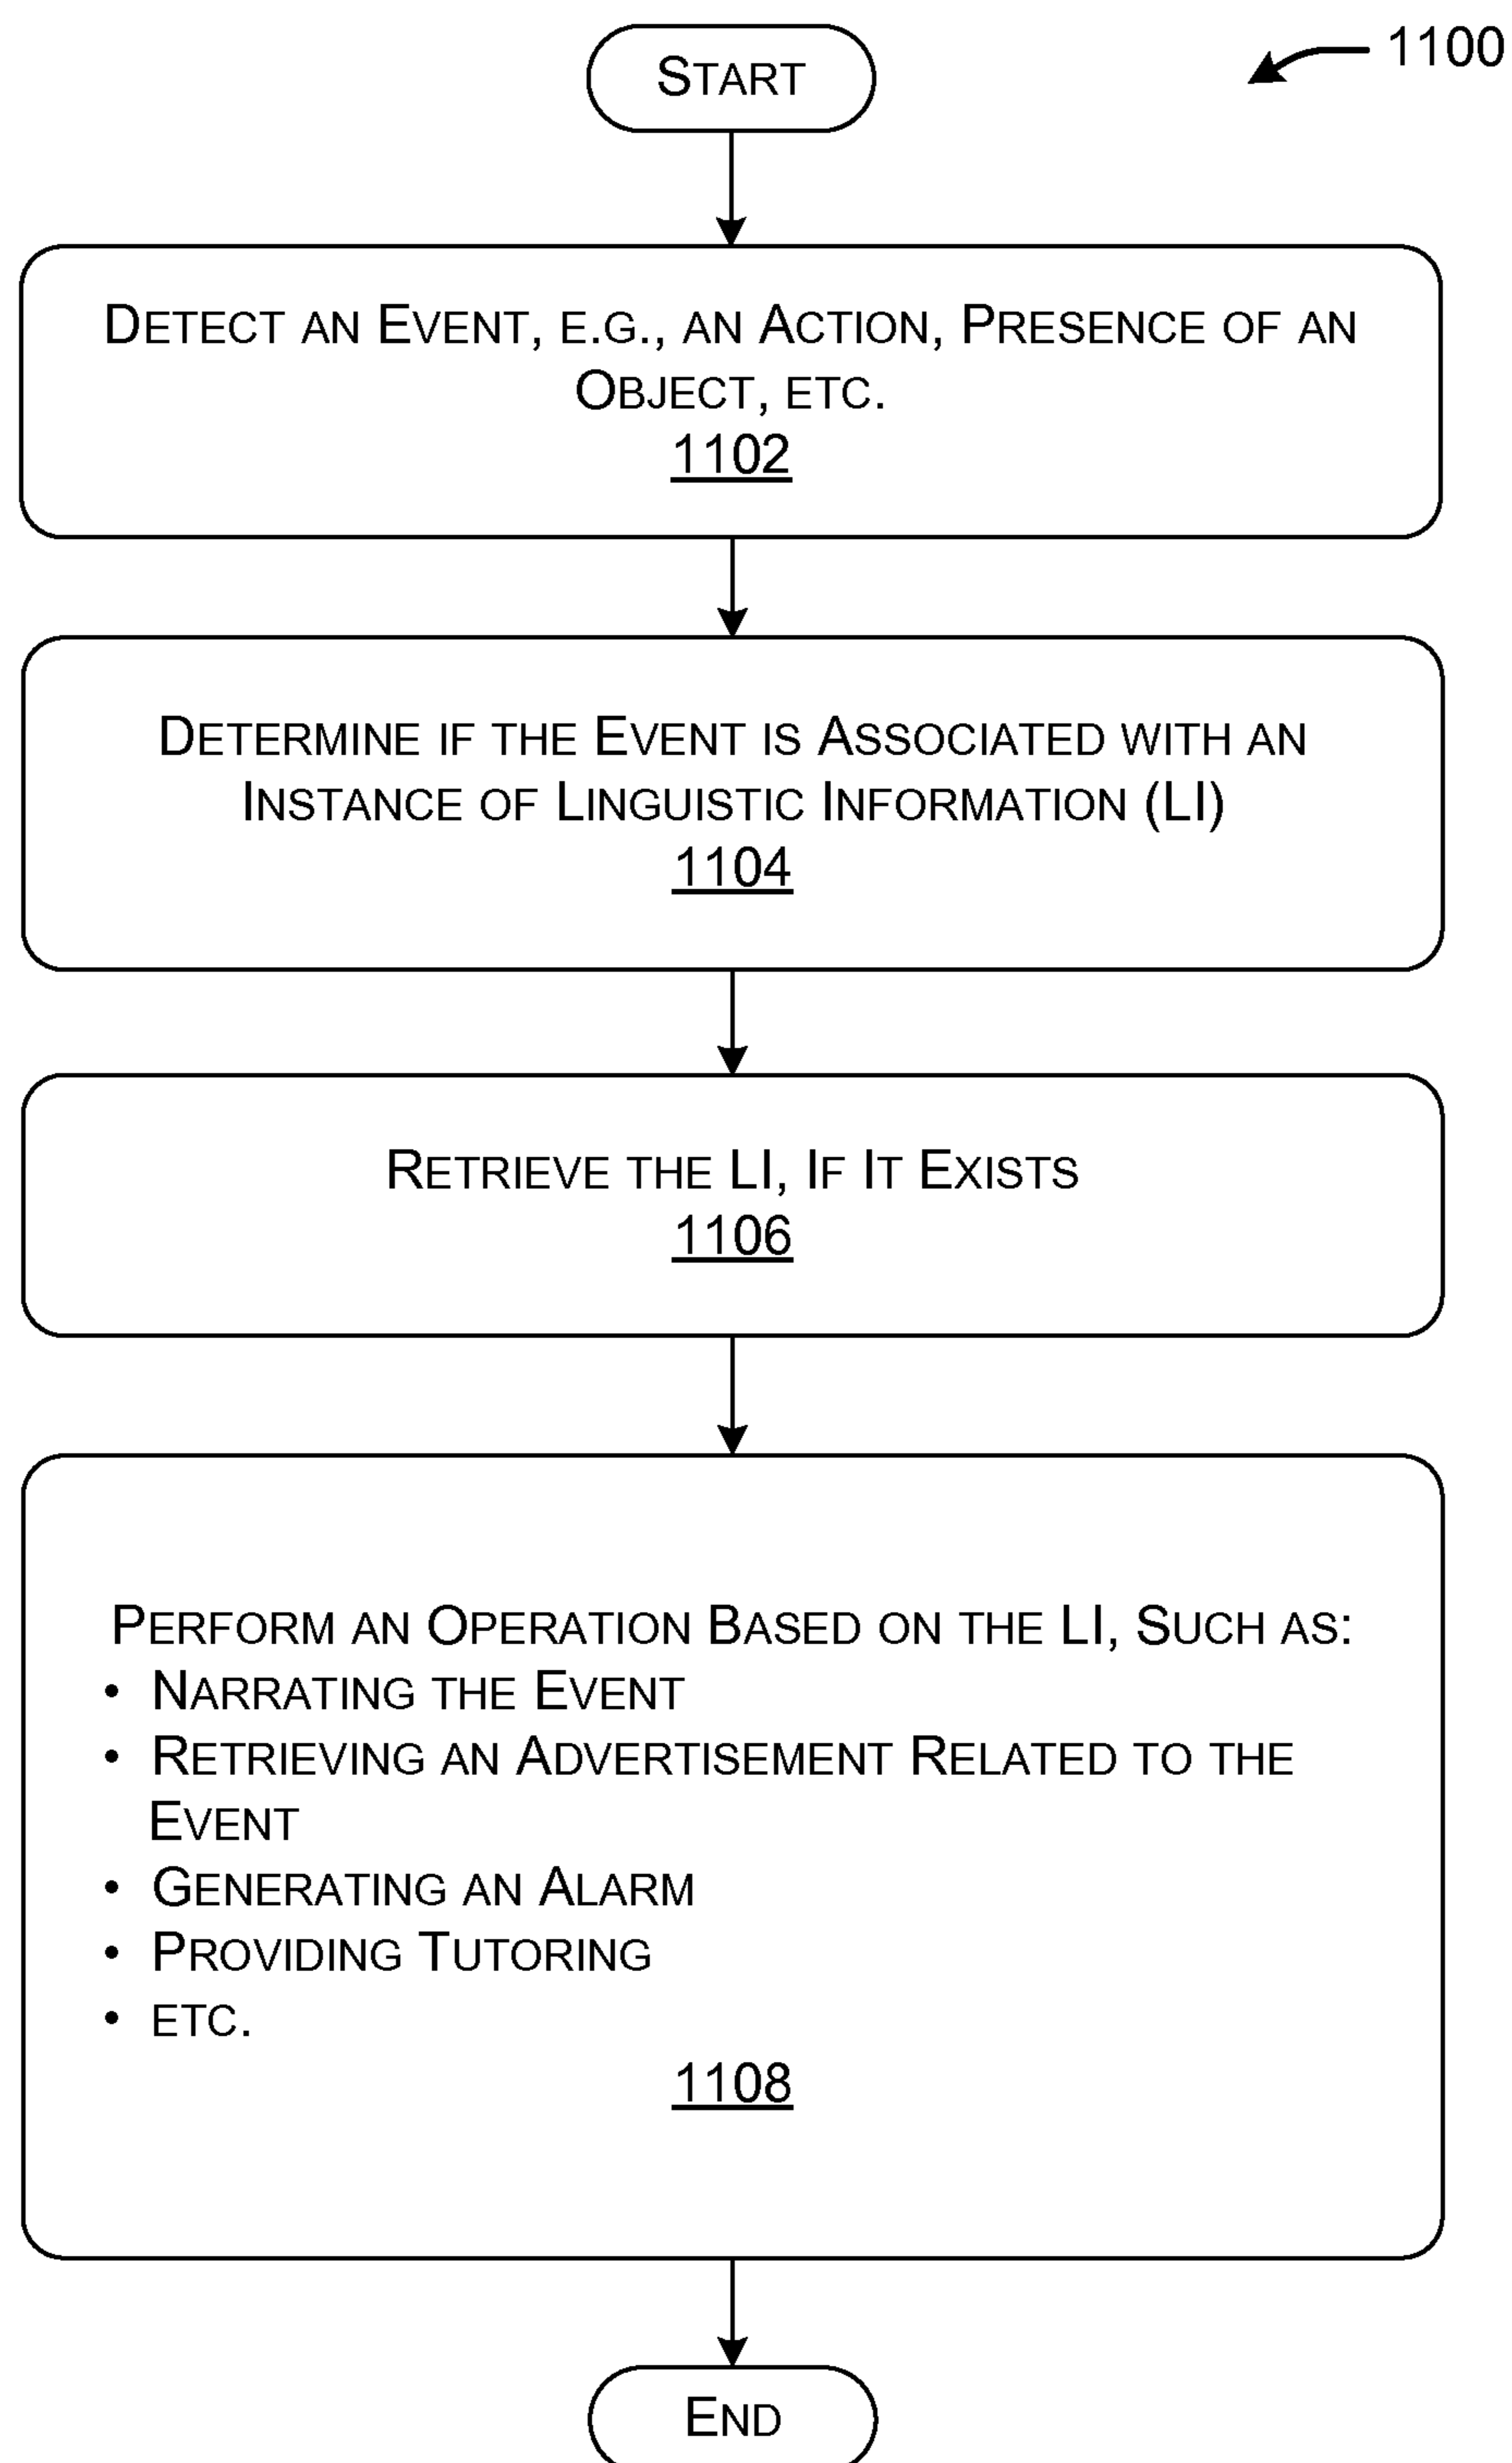 START
1100
DETECT AN EVENT, E.G., AN ACTION, PRESENCE OF AN
OBJECT, ETC.
1102
DETERMINE IF THE EVENT IS ASSOCIATED WITH AN
INSTANCE OF LINGUISTIC INFORMATION (LI)
1104
RETRIEVE THE LI, IF IT EXISTS
1106
PERFORM AN OPERATION BASED ON THE LI, SUCH AS:
• NARRATING THE EVENT
• RETRIEVING AN ADVERTISEMENT RELATED TO THE
EVENT
• GENERATING AN ALARM
• PROVIDING TUTORING
• ETC.
1108
END